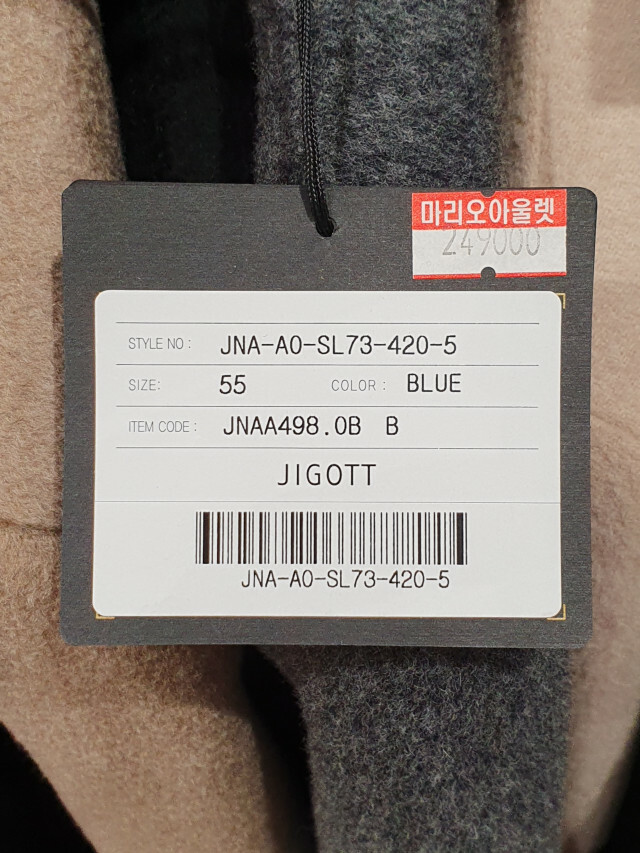 마리오아울렛
249000
STYLE NO: JNA-A0-SL73-420-5
SIZE: 55 COLOR: BLUE
ITEM CODE: JNAA498.0B B
JIGOTT
JNA-A0-SL73-420-5